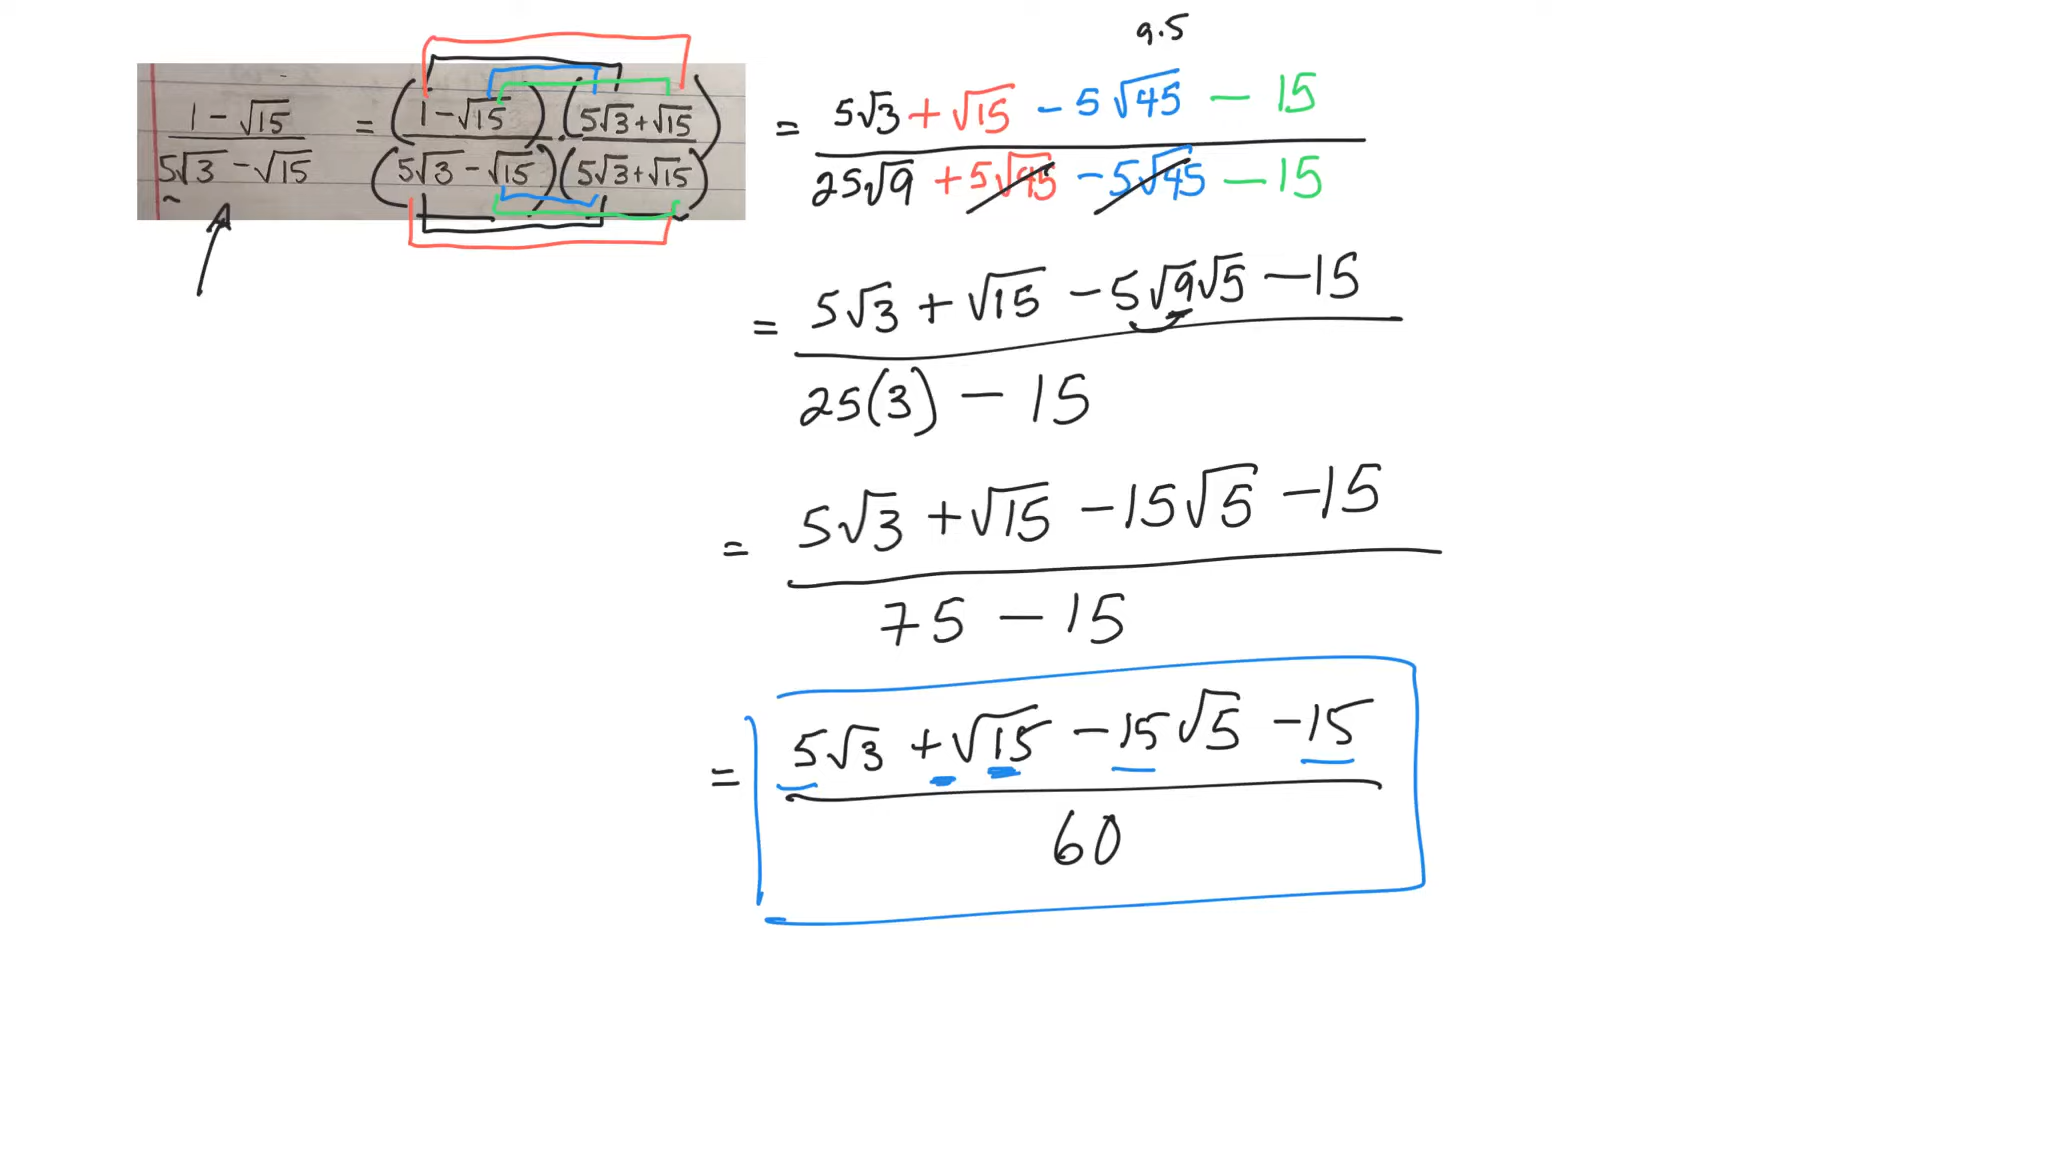 9.5
(1 - √15) / (5√3 - √15) = ((1 - √15) / (5√3 - √15)) · ((5√3 + √15) / (5√3 + √15))
= (5√3 + √15 - 5√45 - 15) / (25√9 + 5√45 - 5√45 - 15)
= (5√3 + √15 - 5√9√5 - 15) / (25(3) - 15)
= (5√3 + √15 - 15√5 - 15) / (75 - 15)
= (5√3 + √15 - 15√5 - 15) / 60